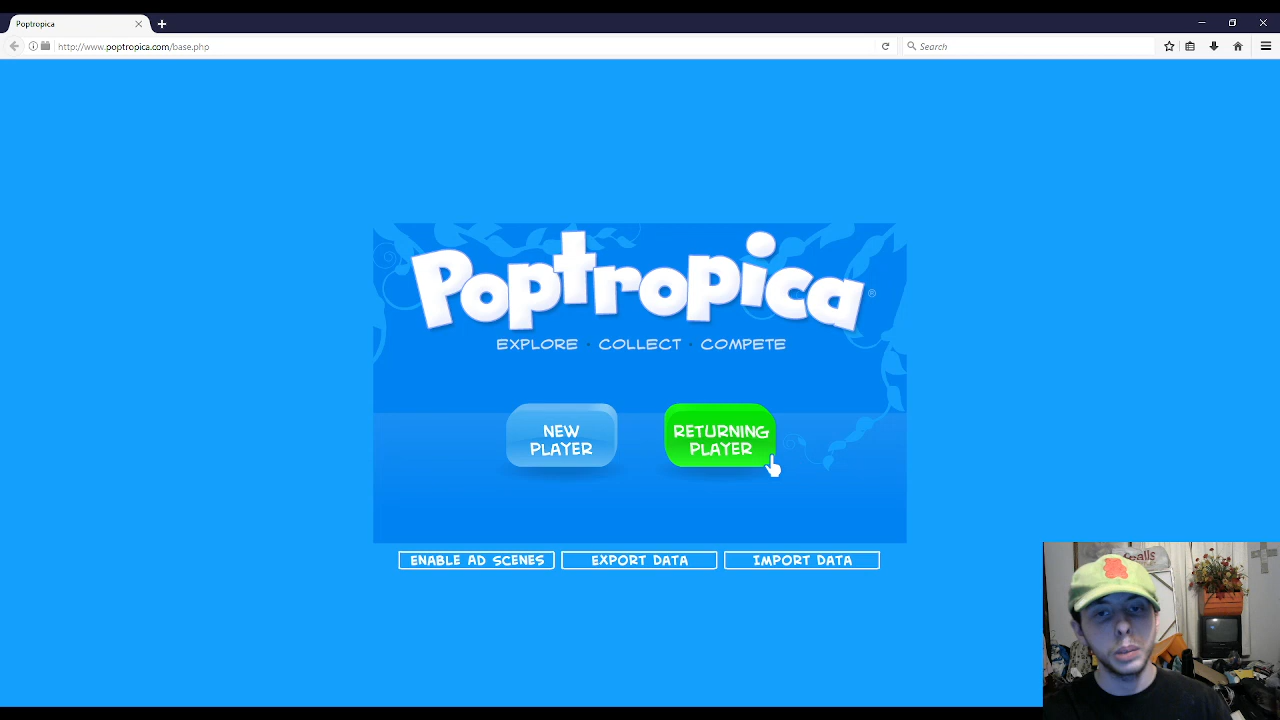 Poptropica
http://www.poptropica.com/base.php
Search
Poptropica®
EXPLORE · COLLECT · COMPETE
NEW
PLAYER
RETURNING
PLAYER
ENABLE AD SCENES
EXPORT DATA
IMPORT DATA